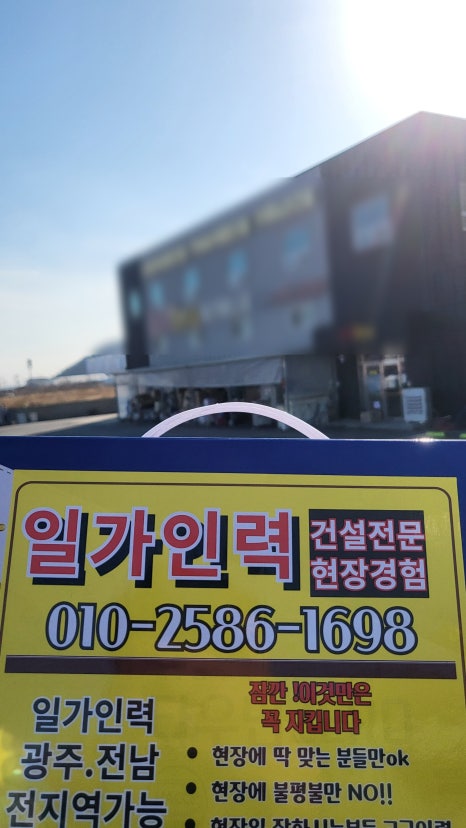 일가인력
건설전문
현장경험
010-2586-1698
일가인력
광주.전남
전지역가능
잠깐 !이것만은
꼭 지킵니다
• 현장에 딱 맞는 분들만ok
• 현장에 불평불만 NO!!